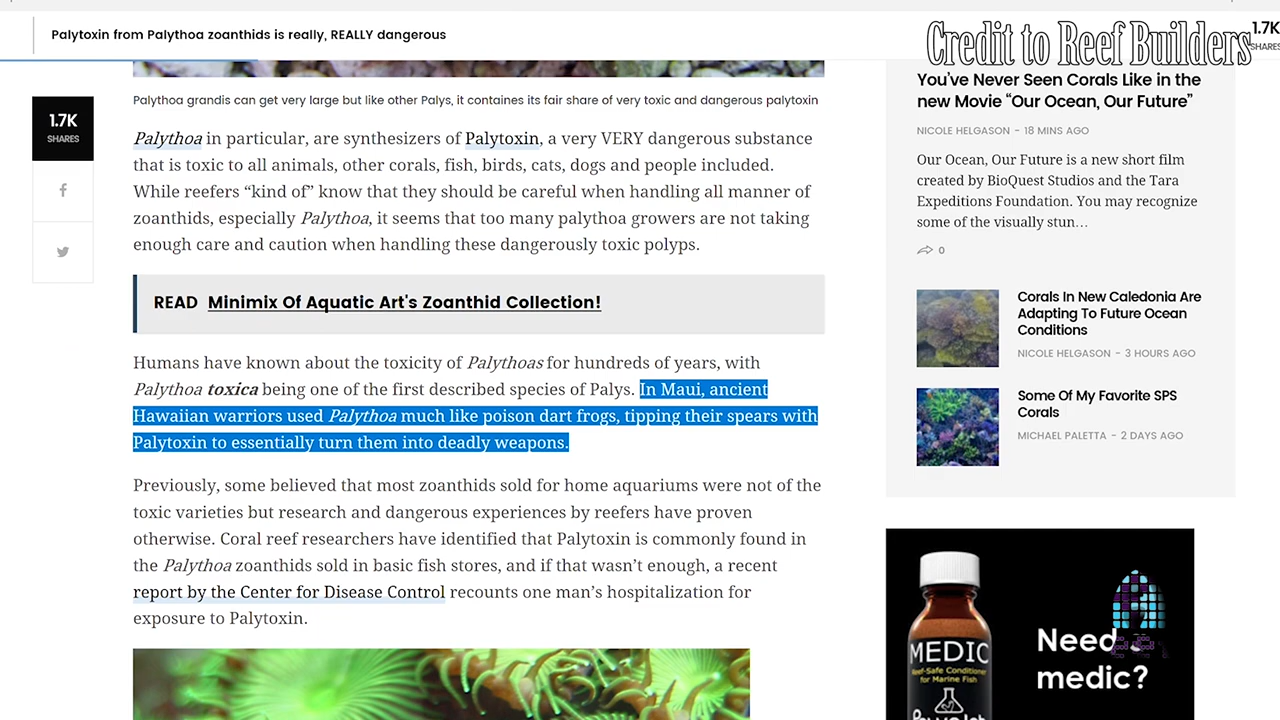 Palytoxin from Palythoa zoanthids is really, REALLY dangerous
Credit to Reef Builders
1.7K
SHARES
1.7K
SHARES
Palythoa grandis can get very large but like other Palys, it containes its fair share of very toxic and dangerous palytoxin
Palythoa in particular, are synthesizers of Palytoxin, a very VERY dangerous substance
that is toxic to all animals, other corals, fish, birds, cats, dogs and people included.
While reefers “kind of” know that they should be careful when handling all manner of
zoanthids, especially Palythoa, it seems that too many palythoa growers are not taking
enough care and caution when handling these dangerously toxic polyps.
READ Minimix Of Aquatic Art's Zoanthid Collection!
Humans have known about the toxicity of Palythoas for hundreds of years, with
Palythoa toxica being one of the first described species of Palys. In Maui, ancient
Hawaiian warriors used Palythoa much like poison dart frogs, tipping their spears with
Palytoxin to essentially turn them into deadly weapons.
Previously, some believed that most zoanthids sold for home aquariums were not of the
toxic varieties but research and dangerous experiences by reefers have proven
otherwise. Coral reef researchers have identified that Palytoxin is commonly found in
the Palythoa zoanthids sold in basic fish stores, and if that wasn’t enough, a recent
report by the Center for Disease Control recounts one man’s hospitalization for
exposure to Palytoxin.
You’ve Never Seen Corals Like in the
new Movie “Our Ocean, Our Future”
NICOLE HELGASON - 18 MINS AGO
Our Ocean, Our Future is a new short film
created by BioQuest Studios and the Tara
Expeditions Foundation. You may recognize
some of the visually stun…
0
Corals In New Caledonia Are
Adapting To Future Ocean
Conditions
NICOLE HELGASON - 3 HOURS AGO
Some Of My Favorite SPS
Corals
MICHAEL PALETTA - 2 DAYS AGO
MEDIC
Reef-Safe Conditioner
for Marine Fish
Need
medic?